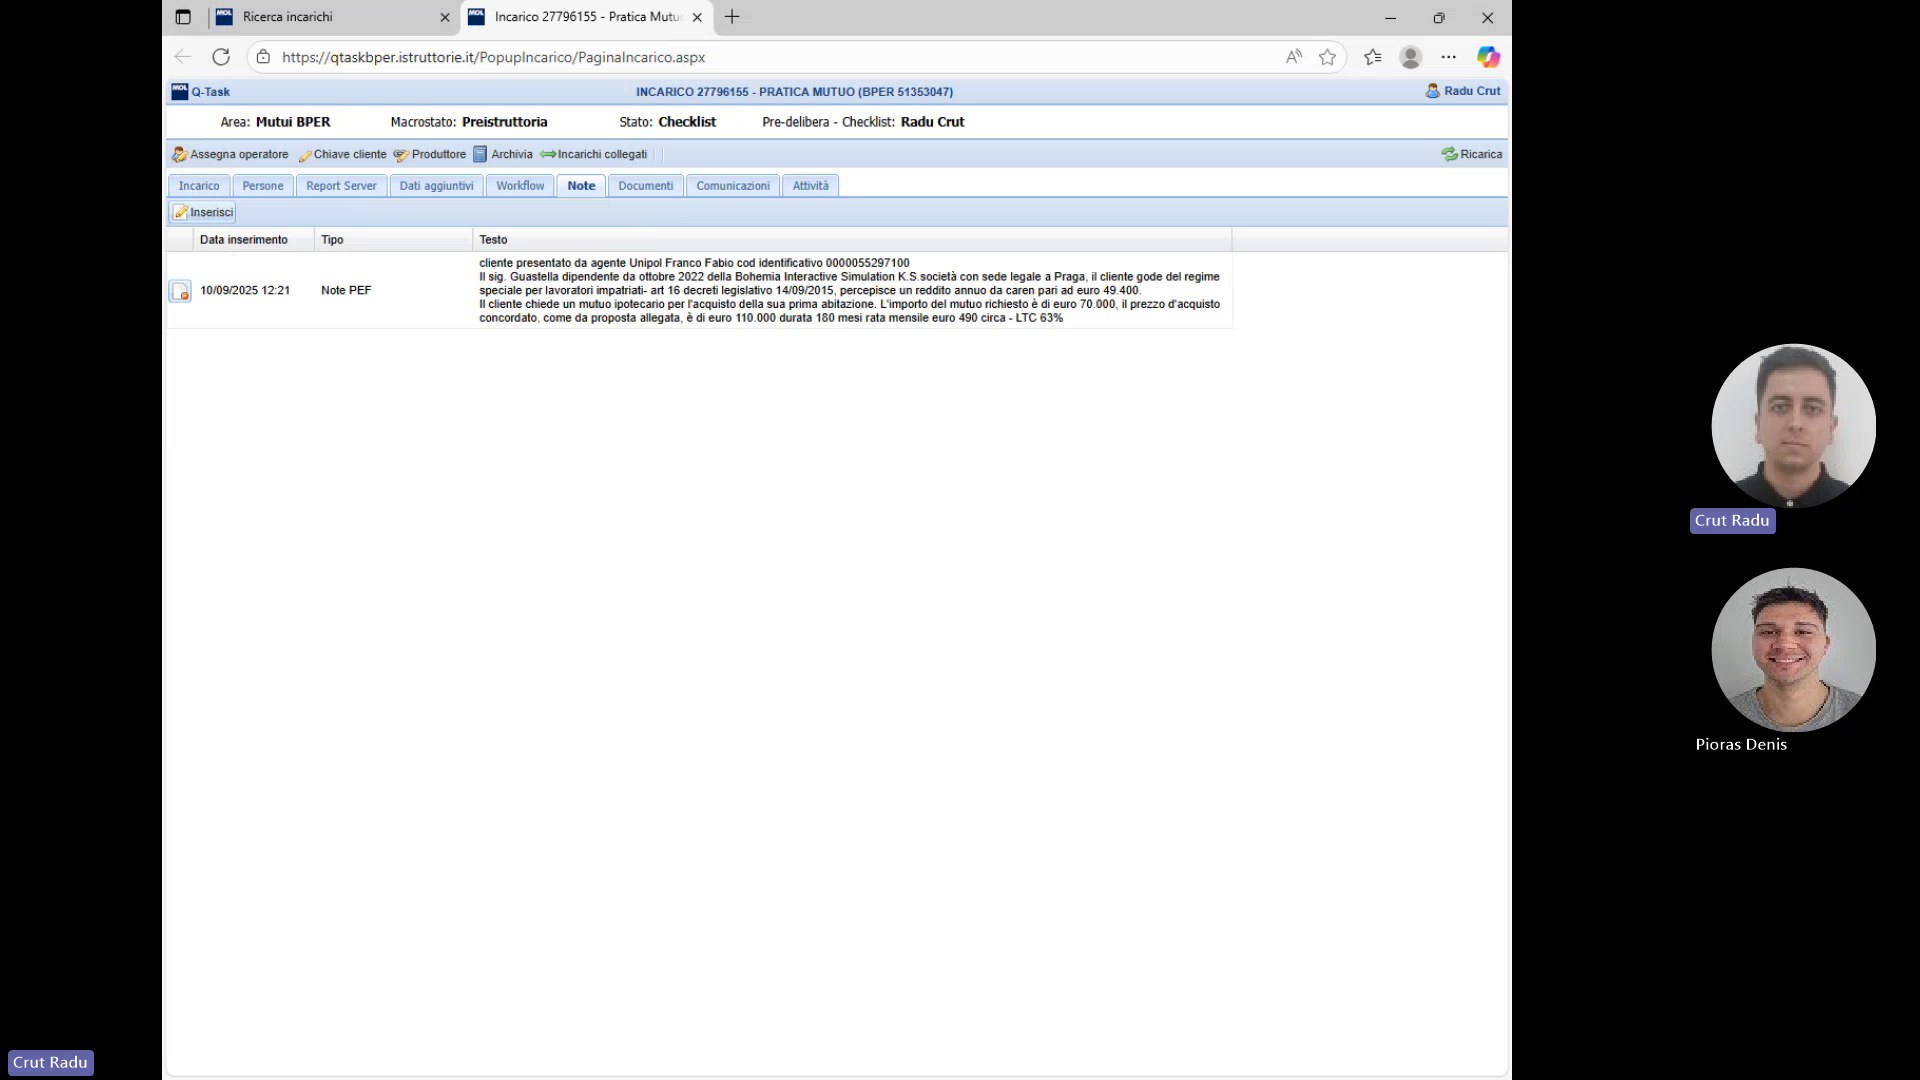 Ricerca incarichi
Incarico 27796155 - Pratica Mutu
https://qtaskbper.istruttorie.it/PopupIncarico/PaginaIncarico.aspx
MOL Q-Task
INCARICO 27796155 - PRATICA MUTUO (BPER 51353047)
Radu Crut
Area: Mutui BPER Macrostato: Preistruttoria Stato: Checklist Pre-delibera - Checklist: Radu Crut
Assegna operatore Chiave cliente Produttore Archivia Incarichi collegati Ricarica
Incarico Persone Report Server Dati aggiuntivi Workflow Note Documenti Comunicazioni Attività
Inserisci
Data inserimento Tipo Testo
10/09/2025 12:21 Note PEF
cliente presentato da agente Unipol Franco Fabio cod identificativo 0000055297100
Il sig. Guastella dipendente da ottobre 2022 della Bohemia Interactive Simulation K.S.società con sede legale a Praga, il cliente gode del regime
speciale per lavoratori impatriati- art 16 decreti legislativo 14/09/2015, percepisce un reddito annuo da caren pari ad euro 49.400.
Il cliente chiede un mutuo ipotecario per l'acquisto della sua prima abitazione. L'importo del mutuo richiesto è di euro 70.000, il prezzo d'acquisto
concordato, come da proposta allegata, è di euro 110.000 durata 180 mesi rata mensile euro 490 circa - LTC 63%
Crut Radu
Pioras Denis
Crut Radu